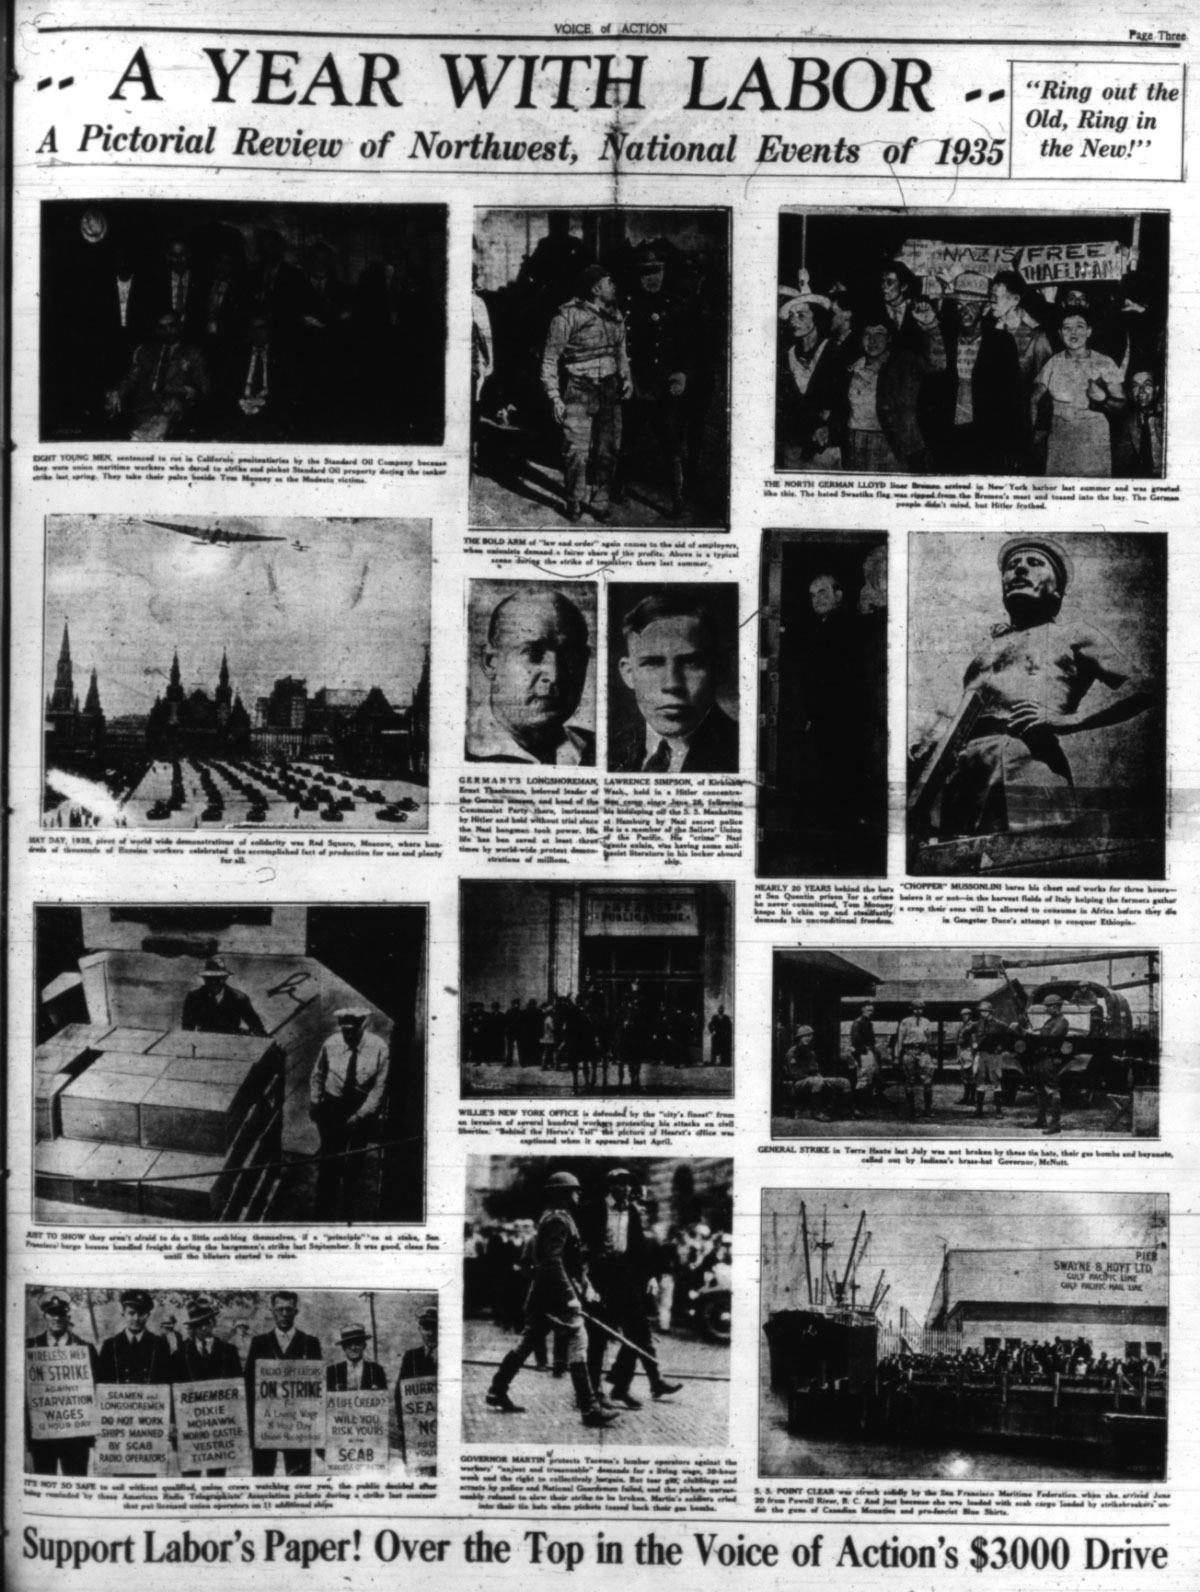 VOICE of ACTION
Page Three
-- A YEAR WITH LABOR --
A Pictorial Review of Northwest, National Events of 1935
"Ring out the
Old, Ring in
the New!"
EIGHT YOUNG MEN, sentenced to rot in California penitentiaries by the Standard Oil Company because
they were union maritime workers who dared to strike and picket Standard Oil property during the tanker
strike last spring. They take their place beside Tom Mooney as the Modesto victims.
THE BOLD ARM of "law and order" again comes to the aid of employers,
when unionists demand a fairer share of the profits. Above is a typical
scene during the strike of teamsters there last summer.
NAZIS FREE
THAELMAN
THE NORTH GERMAN LLOYD liner Bremen arrived in New York harbor last summer and was greeted
like this. The hated Swastika flag was ripped from the Bremen's mast and tossed into the bay. The German
people didn't mind, but Hitler frothed.
MAY DAY, 1935, pivot of world wide demonstrations of solidarity was Red Square, Moscow, where hun-
dreds of thousands of Russian workers celebrated the accomplished fact of production for use and plenty
for all.
GERMANY'S LONGSHOREMAN,
Ernst Thaelmann, beloved leader of
the German masses, and head of the
Communist Party there, imprisoned
by Hitler and held without trial since
the Nazi hangman took power. His
life has ben saved at least three
times by world-wide protest demon-
strations of millions.
LAWRENCE SIMPSON, of
Wash., held in a Hitler concentra-
tion camp since June 28, following
his kidnaping off the S. S. Manhattan
at Hamburg by Nazi secret police
He is a member of the Sailors' Union
of the Pacific. His "crime" Nazi
agents was having some anti-
fascist literature in his locker aboard
ship.
NEARLY 20 YEARS behind the bars
at San Quentin prison for a crime
he never committed, Tom Mooney
keeps his chin up and steadfastly
demands his unconditional freedom.
"CHOPPER" MUSSOLINI bares his chest and works for three hours—
beleve it or not—in the harvest fields of Italy helping the farmers gather
a crop their sons will be allowed to consume in Africa before they die
in Gangster Duce's attempt to conquer Ethiopia.
JUST TO SHOW they aren't afraid to do a little scabbing themselves, if a "principle" is at stake, San
Francisco barge bosses handled freight during the bargemen's strike last September. It was good, clean fun
until the blisters started to raise.
PUBLICATIONS
WILLIE'S NEW YORK OFFICE is defended by the "city's finest" from
an invasion of several hundred workers protesting his attacks on civil
liberties. "Behind the Horse's Tail" the picture of Hearst's office was
captioned when it appeared last April.
GENERAL STRIKE in Terre Haute last July was not broken by these tin hats, their gas bombs and bayonets,
called out by Indiana's brass-hat Governor, McNutt.
WIRELESS MEN
ON STRIKE
AGAINST
STARVATION
WAGES
12 HOUR DAY
SEAMEN and
LONGSHOREMEN
DO NOT WORK
SHIPS MANNED
BY SCAB
RADIO OPERATORS
REMEMBER
DIXIE
MOHAWK
MORRO CASTLE
VESTRIS
TITANIC
RADIO OPERATORS
ON STRIKE
A Living Wage
8 Hour Day
Union Recognition
IS LIFE CHEAP?
WILL YOU
RISK YOURS
SCAB
HURR
SEA
NO
IT'S NOT SO SAFE to sail without qualified, union crews watching over you, the public decided after
being reminded by these American Radio Telegraphists' Association pickets during a strike last summer
that put licensed union operators on 11 additional ships
GOVERNOR MARTIN protects Tacoma's lumber operators against the
workers' "unjust and treasonable" demands for a living wage, 30-hour
week and the right to collectively bargain. But tear gas, clubbings and
arrests by police and National Guardsmen failed, and the pickets
refused to allow their strike to be broken. Martin's soldiers cried
into their tin hats when pickets tossed back their gas bombs.
PIER
SWAYNE & HOYT LTD
GULF PACIFIC LINE
GULF PACIFIC MAIL LINE
S. S. POINT CLEAR was struck solidly by the San Francisco Maritime Federation when she arrived June
20 from Powell River, B. C. And just because she was loaded with scab cargo loaded by strikebreakers un-
der the guns of Canadian Mounties and pro-fascist Blue Shirts.
Support Labor's Paper! Over the Top in the Voice of Action's $3000 Drive